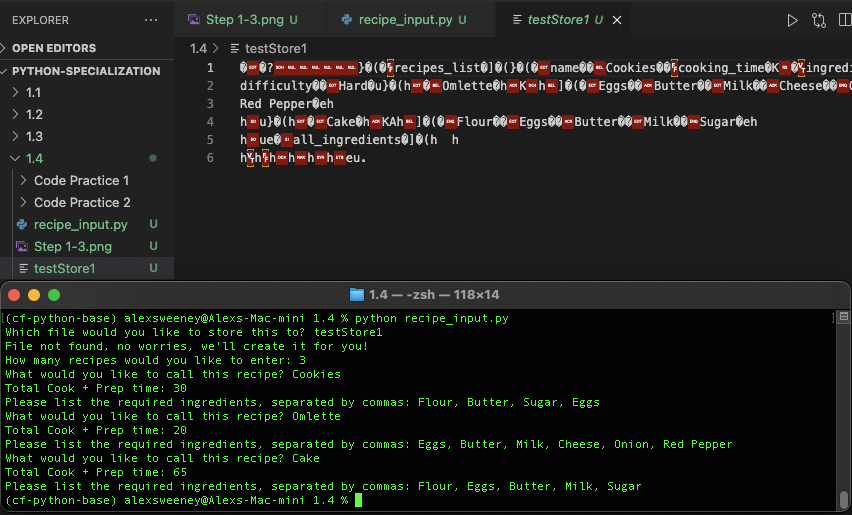 EXPLORER
Step 1-3.png U
recipe_input.py U
testStore1 U
OPEN EDITORS
PYTHON-SPECIALIZATION
1.1
1.2
1.3
1.4
Code Practice 1
Code Practice 2
recipe_input.py U
Step 1-3.png U
testStore1 U
1.4 > testStore1
1 recipes_list name Cookies cooking_time ingredi
2 difficulty Hard Omlette Eggs Butter Milk Cheese
3 Red Pepper
4 Cake Flour Eggs Butter Milk Sugar
5 all_ingredients
6
1.4 — -zsh — 118×14
(cf-python-base) alexsweeney@Alexs-Mac-mini 1.4 % python recipe_input.py
Which file would you like to store this to? testStore1
File not found, no worries, we'll create it for you!
How many recipes would you like to enter: 3
What would you like to call this recipe? Cookies
Total Cook + Prep time: 30
Please list the required ingredients, separated by commas: Flour, Butter, Sugar, Eggs
What would you like to call this recipe? Omlette
Total Cook + Prep time: 20
Please list the required ingredients, separated by commas: Eggs, Butter, Milk, Cheese, Onion, Red Pepper
What would you like to call this recipe? Cake
Total Cook + Prep time: 65
Please list the required ingredients, separated by commas: Flour, Eggs, Butter, Milk, Sugar
(cf-python-base) alexsweeney@Alexs-Mac-mini 1.4 %